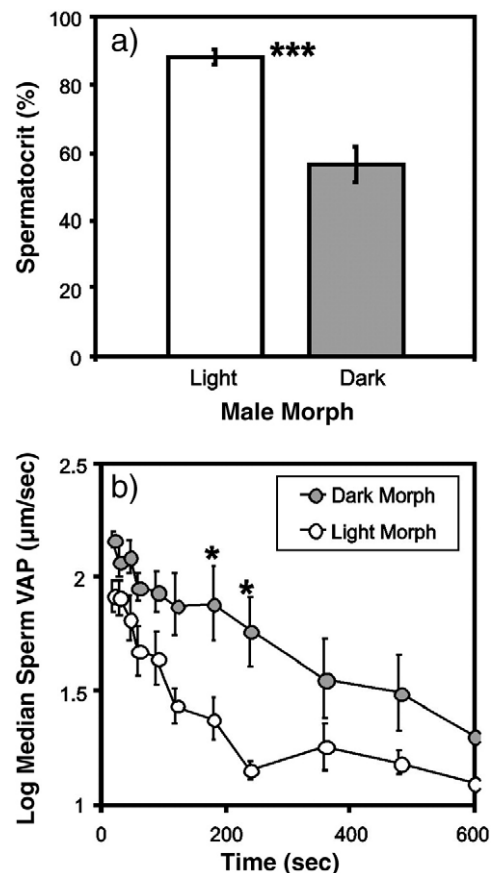 a)
***
Spermatocrit (%)
100
80
60
40
20
0
Light
Dark
Male Morph
b)
Dark Morph
Light Morph
*
*
Log Median Sperm VAP (µm/sec)
2.5
2
1.5
1
0
200
400
600
Time (sec)